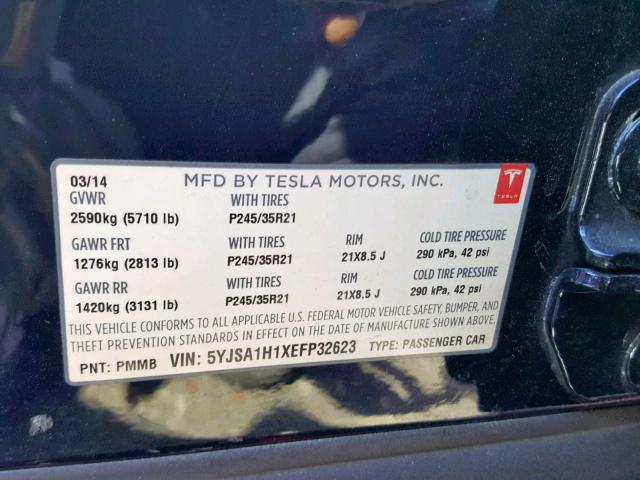 03/14 MFD BY TESLA MOTORS, INC.
TESLA
GVWR WITH TIRES
2590kg (5710 lb) P245/35R21
GAWR FRT WITH TIRES RIM COLD TIRE PRESSURE
1276kg (2813 lb) P245/35R21 21X8.5 J 290 kPa, 42 psi
GAWR RR WITH TIRES RIM COLD TIRE PRESSURE
1420kg (3131 lb) P245/35R21 21X8.5 J 290 kPa, 42 psi
THIS VEHICLE CONFORMS TO ALL APPLICABLE U.S. FEDERAL MOTOR VEHICLE SAFETY, BUMPER, AND
THEFT PREVENTION STANDARDS IN EFFECT ON THE DATE OF MANUFACTURE SHOWN ABOVE.
PNT: PMMB VIN: 5YJSA1H1XEFP32623 TYPE: PASSENGER CAR